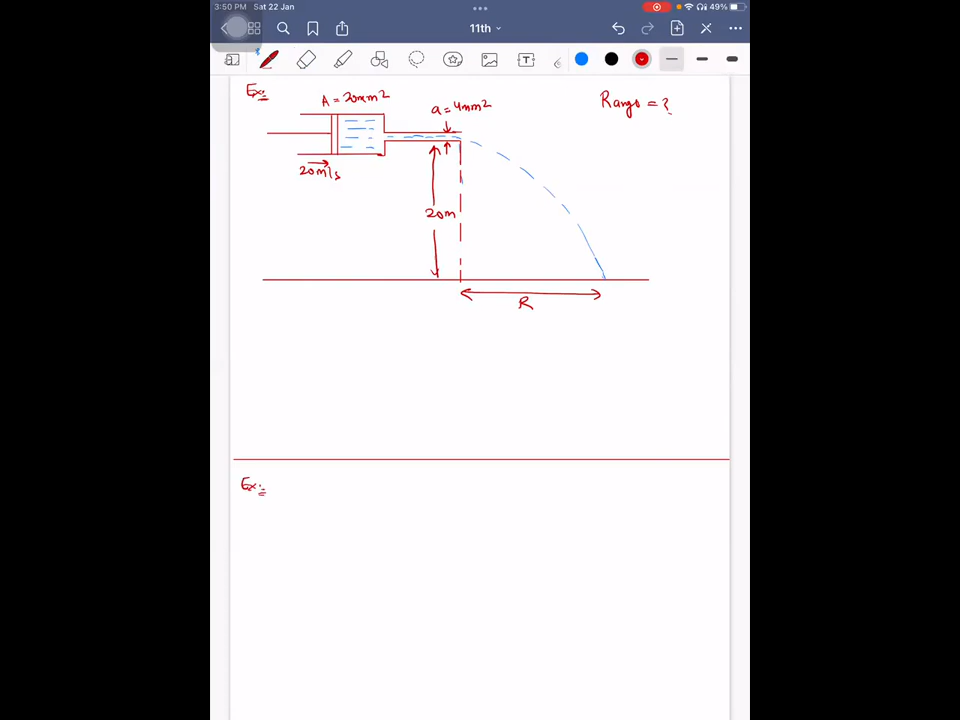 3:50 PM Sat 22 Jan
49%
11th
T
Ex:
A = 20mm²
a = 4mm²
Range = ?
20m/s
20m
R
Ex: